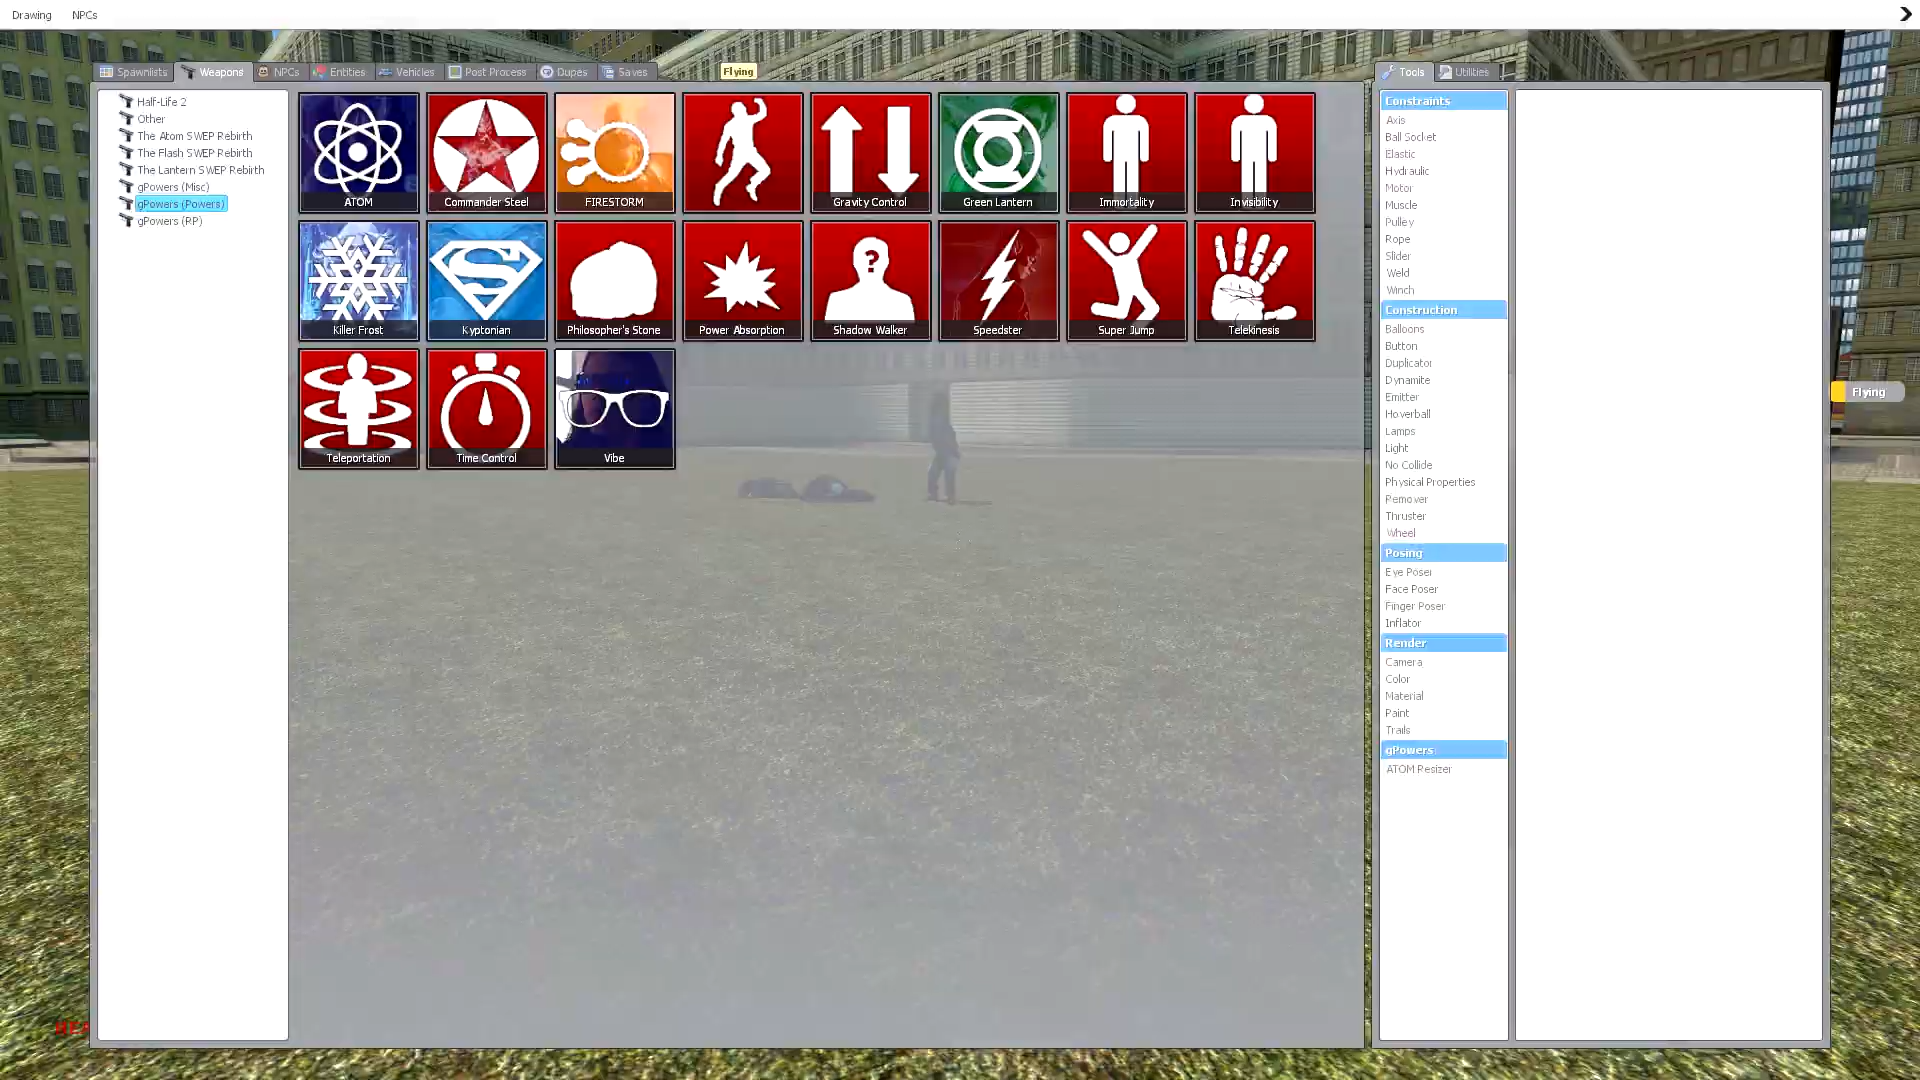 Drawing NPCs
Spawnlists Weapons NPCs Entities Vehicles Post Process Dupes Saves
Flying
Tools Utilities
Half-Life 2
Other
The Atom SWEP Rebirth
The Flash SWEP Rebirth
The Lantern SWEP Rebirth
gPowers (Misc)
gPowers (Powers)
gPowers (RP)
ATOM
Commander Steel
FIRESTORM
Gravity Control
Green Lantern
Immortality
Invisibility
Killer Frost
Kyptonian
Philosopher's Stone
Power Absorption
Shadow Walker
Speedster
Super Jump
Telekinesis
Teleportation
Time Control
Vibe
Constraints
Axis
Ball Socket
Elastic
Hydraulic
Motor
Muscle
Pulley
Rope
Slider
Weld
Winch
Construction
Balloons
Button
Duplicator
Dynamite
Emitter
Hoverball
Lamps
Light
No Collide
Physical Properties
Remover
Thruster
Wheel
Posing
Eye Poser
Face Poser
Finger Poser
Inflator
Render
Camera
Color
Material
Paint
Trails
gPowers
ATOM Resizer
Flying